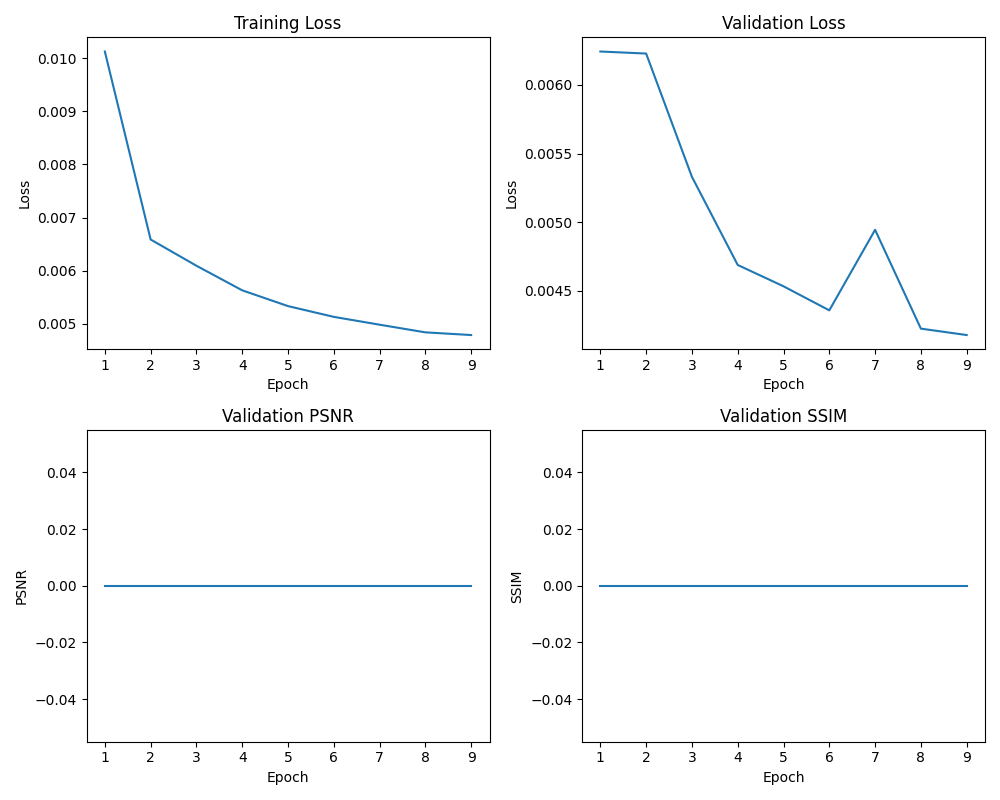 Training Loss
0.010
0.009
0.008
0.007
0.006
0.005
Loss
1 2 3 4 5 6 7 8 9
Epoch
Validation Loss
0.0060
0.0055
0.0050
0.0045
Loss
1 2 3 4 5 6 7 8 9
Epoch
Validation PSNR
0.04
0.02
0.00
−0.02
−0.04
PSNR
1 2 3 4 5 6 7 8 9
Epoch
Validation SSIM
0.04
0.02
0.00
−0.02
−0.04
SSIM
1 2 3 4 5 6 7 8 9
Epoch